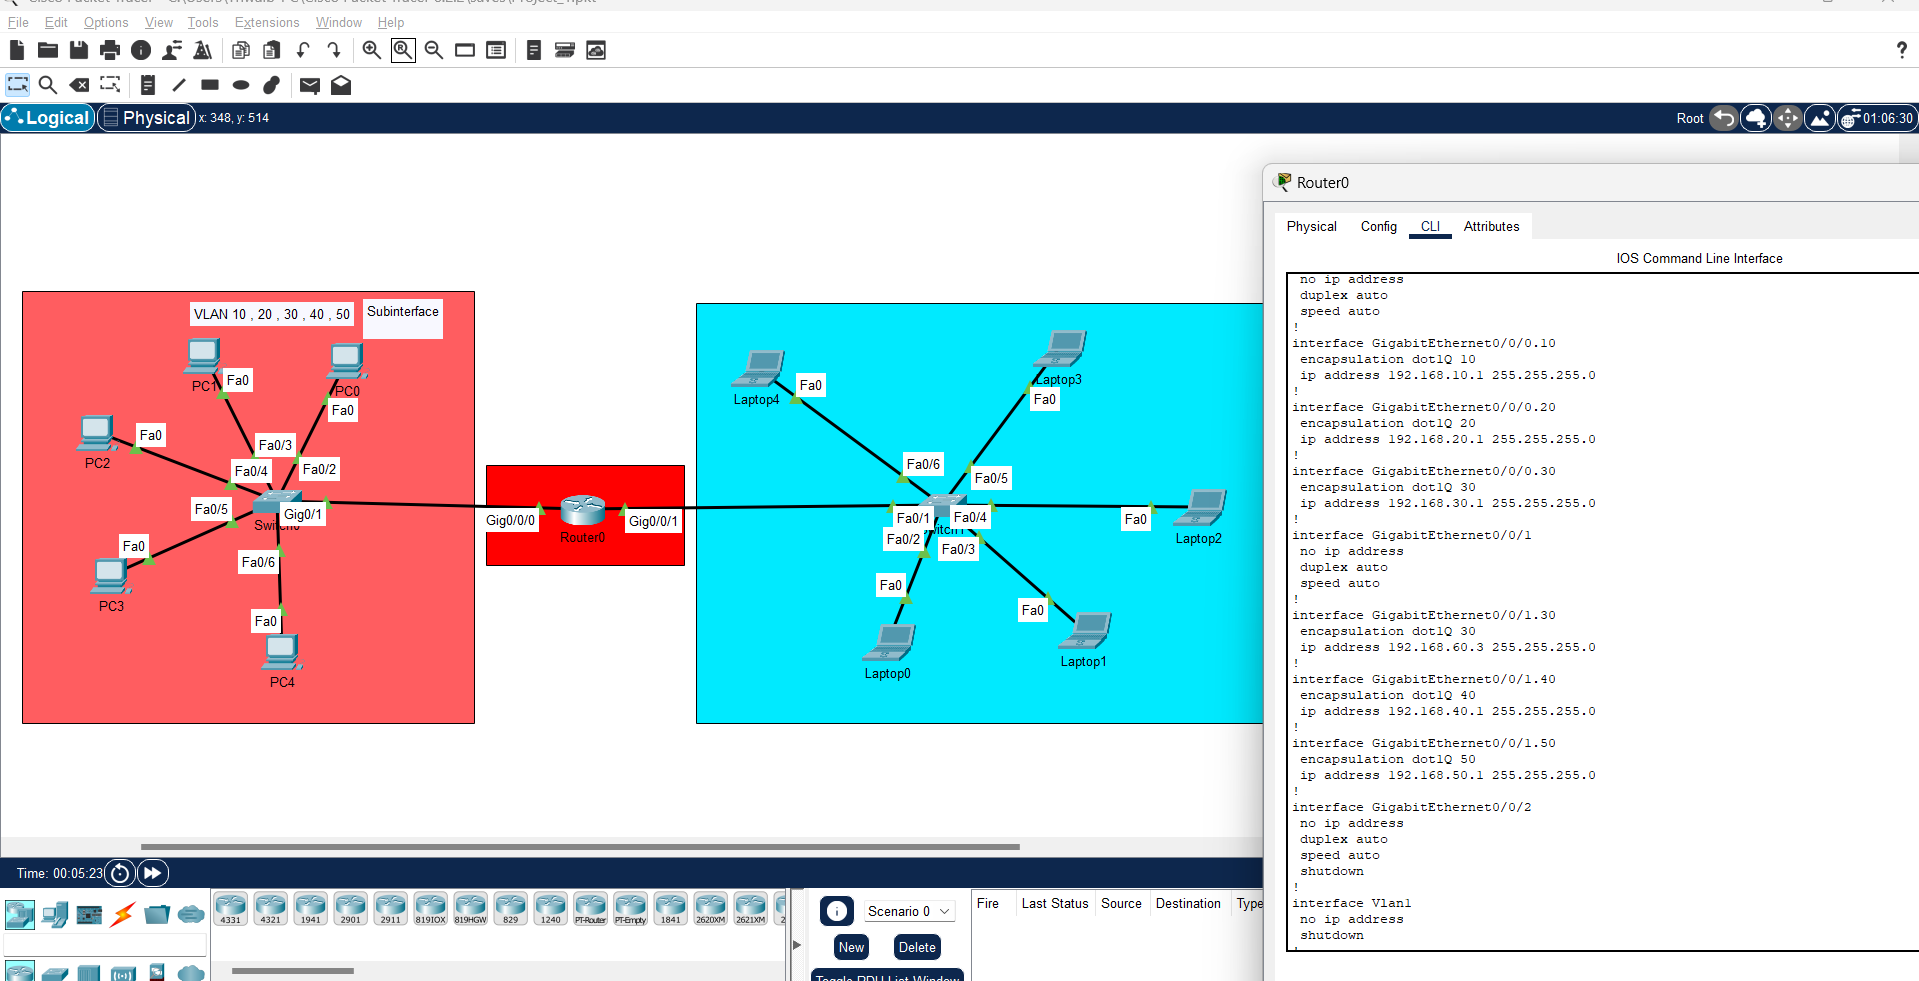 File Edit Options View Tools Extensions Window Help
Logical Physical x: 348, y: 514
Root 01:06:30
VLAN 10 , 20 , 30 , 40 , 50
Subinterface
PC1
Fa0
PC0
Fa0
PC2
Fa0
Fa0/3
Fa0/4
Fa0/2
Fa0/5
Gig0/1
Fa0
PC3
Fa0/6
Fa0
PC4
Gig0/0/0
Router0
Gig0/0/1
Laptop4
Fa0
Laptop3
Fa0
Fa0/6
Fa0/5
Fa0/1
Fa0/4
Fa0/2
Fa0/3
Fa0
Laptop2
Fa0
Laptop0
Fa0
Laptop1
Router0
Physical Config CLI Attributes
IOS Command Line Interface
no ip address
duplex auto
speed auto
!
interface GigabitEthernet0/0/0.10
encapsulation dot1Q 10
ip address 192.168.10.1 255.255.255.0
!
interface GigabitEthernet0/0/0.20
encapsulation dot1Q 20
ip address 192.168.20.1 255.255.255.0
!
interface GigabitEthernet0/0/0.30
encapsulation dot1Q 30
ip address 192.168.30.1 255.255.255.0
!
interface GigabitEthernet0/0/1
no ip address
duplex auto
speed auto
!
interface GigabitEthernet0/0/1.30
encapsulation dot1Q 30
ip address 192.168.60.3 255.255.255.0
!
interface GigabitEthernet0/0/1.40
encapsulation dot1Q 40
ip address 192.168.40.1 255.255.255.0
!
interface GigabitEthernet0/0/1.50
encapsulation dot1Q 50
ip address 192.168.50.1 255.255.255.0
!
interface GigabitEthernet0/0/2
no ip address
duplex auto
speed auto
shutdown
!
interface Vlan1
no ip address
shutdown
Time: 00:05:23
4331 4321 1941 2901 2911 819IOX 819HGW 829 1240 PT-Router PT-Empty 1841 2620XM 2621XM
Scenario 0
New Delete
Toggle PDU List Window
Fire Last Status Source Destination Type